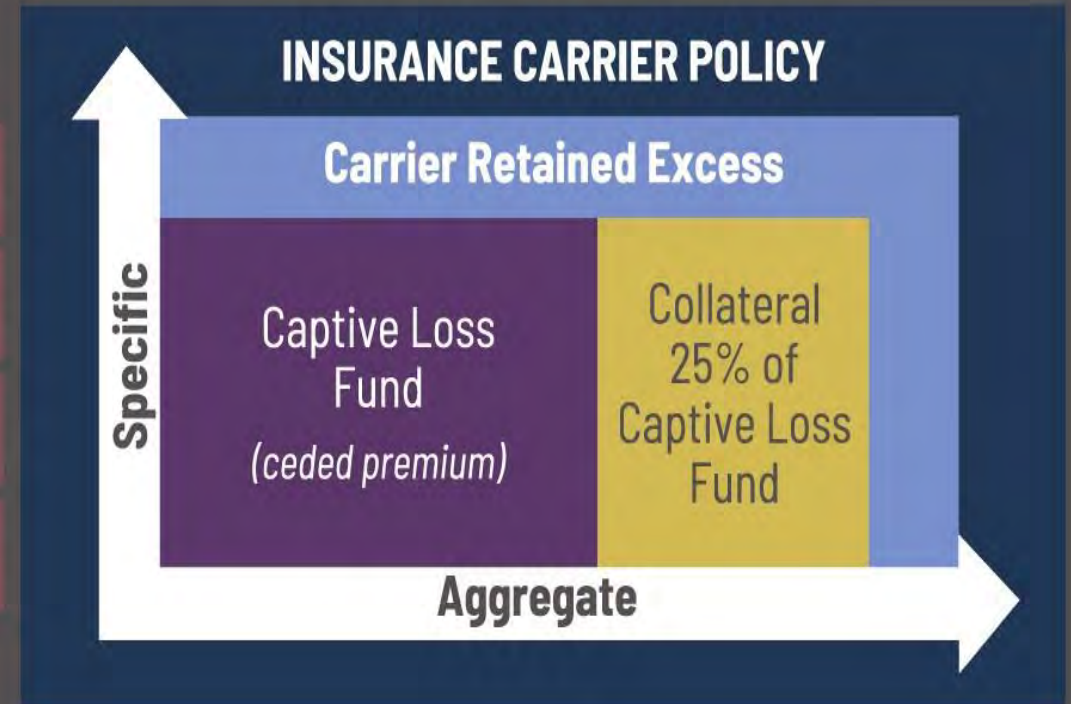 INSURANCE CARRIER POLICY
Carrier Retained Excess
Specific
Captive Loss
Fund
(ceded premium)
Collateral
25% of
Captive Loss
Fund
Aggregate